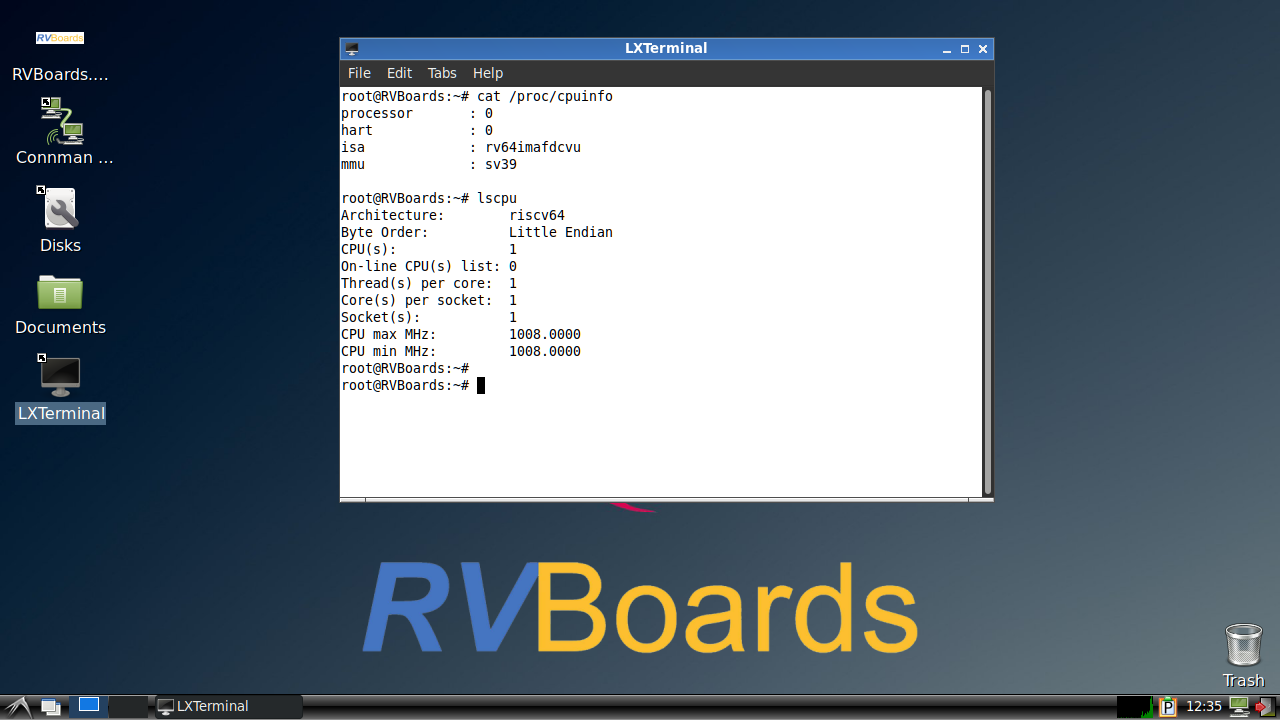 RVBoards
RVBoards....
Connman ...
Disks
Documents
LXTerminal
LXTerminal
File Edit Tabs Help
root@RVBoards:~# cat /proc/cpuinfo
processor       : 0
hart            : 0
isa             : rv64imafdcvu
mmu             : sv39
root@RVBoards:~# lscpu
Architecture:        riscv64
Byte Order:          Little Endian
CPU(s):              1
On-line CPU(s) list: 0
Thread(s) per core:  1
Core(s) per socket:  1
Socket(s):           1
CPU max MHz:         1008.0000
CPU min MHz:         1008.0000
root@RVBoards:~#
root@RVBoards:~#
RVBoards
Trash
LXTerminal
P
12:35